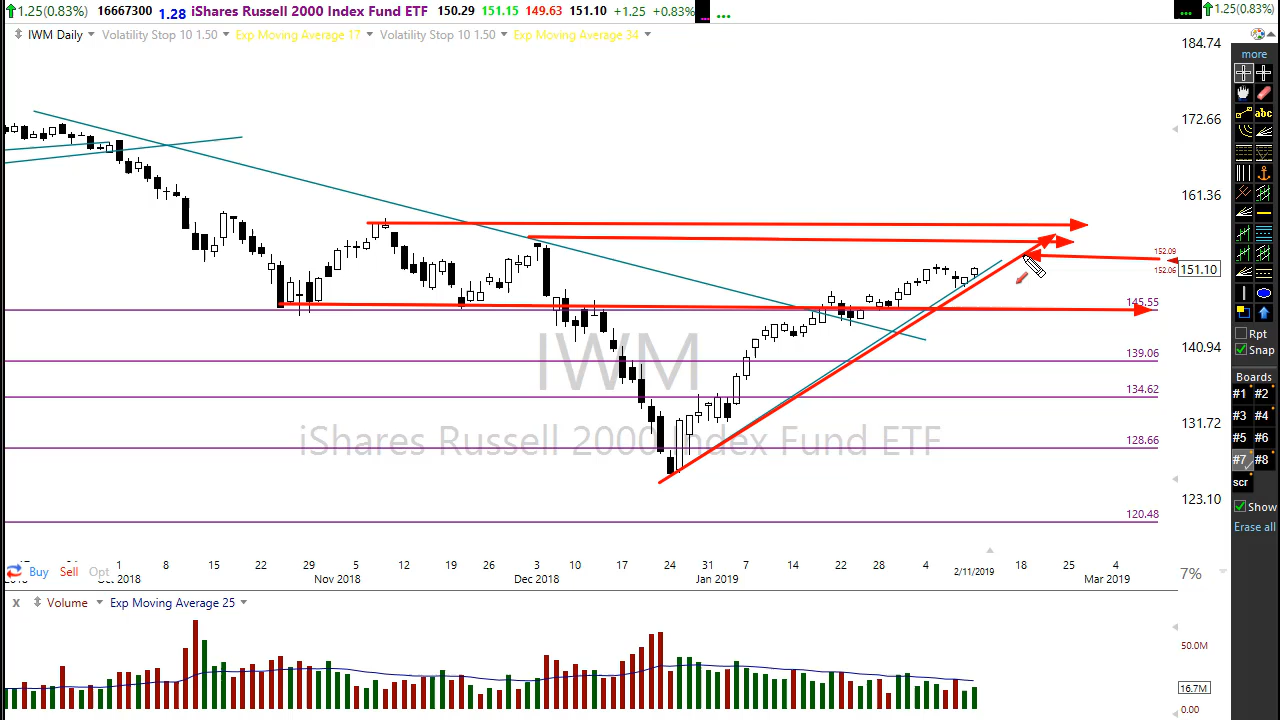 1.25(0.83%) 16667300 1.28 iShares Russell 2000 Index Fund ETF 150.29 151.15 149.63 151.10 +1.25 +0.83% ... ... ... 1.25(0.83%)
IWM Daily Volatility Stop 10 1.50 Exp Moving Average 17 Volatility Stop 10 1.50 Exp Moving Average 34
184.74
172.66
161.36
152.09
151.10
152.06
145.55
140.94
139.06
134.62
131.72
128.66
123.10
120.48
IWM
iShares Russell 2000 Index Fund ETF
1 8 15 22 29 5 12 19 26 3 10 17 24 31 7 14 22 28 4 2/11/2019 18 25 4
Oct 2018 Nov 2018 Dec 2018 Jan 2019 Mar 2019
Buy Sell Opt
7%
X Volume Exp Moving Average 25
50.0M
16.7M
0.00
more
abc
Rpt
Snap
Boards
#1 #2
#3 #4
#5 #6
#7 #8
scr
Show
Erase all